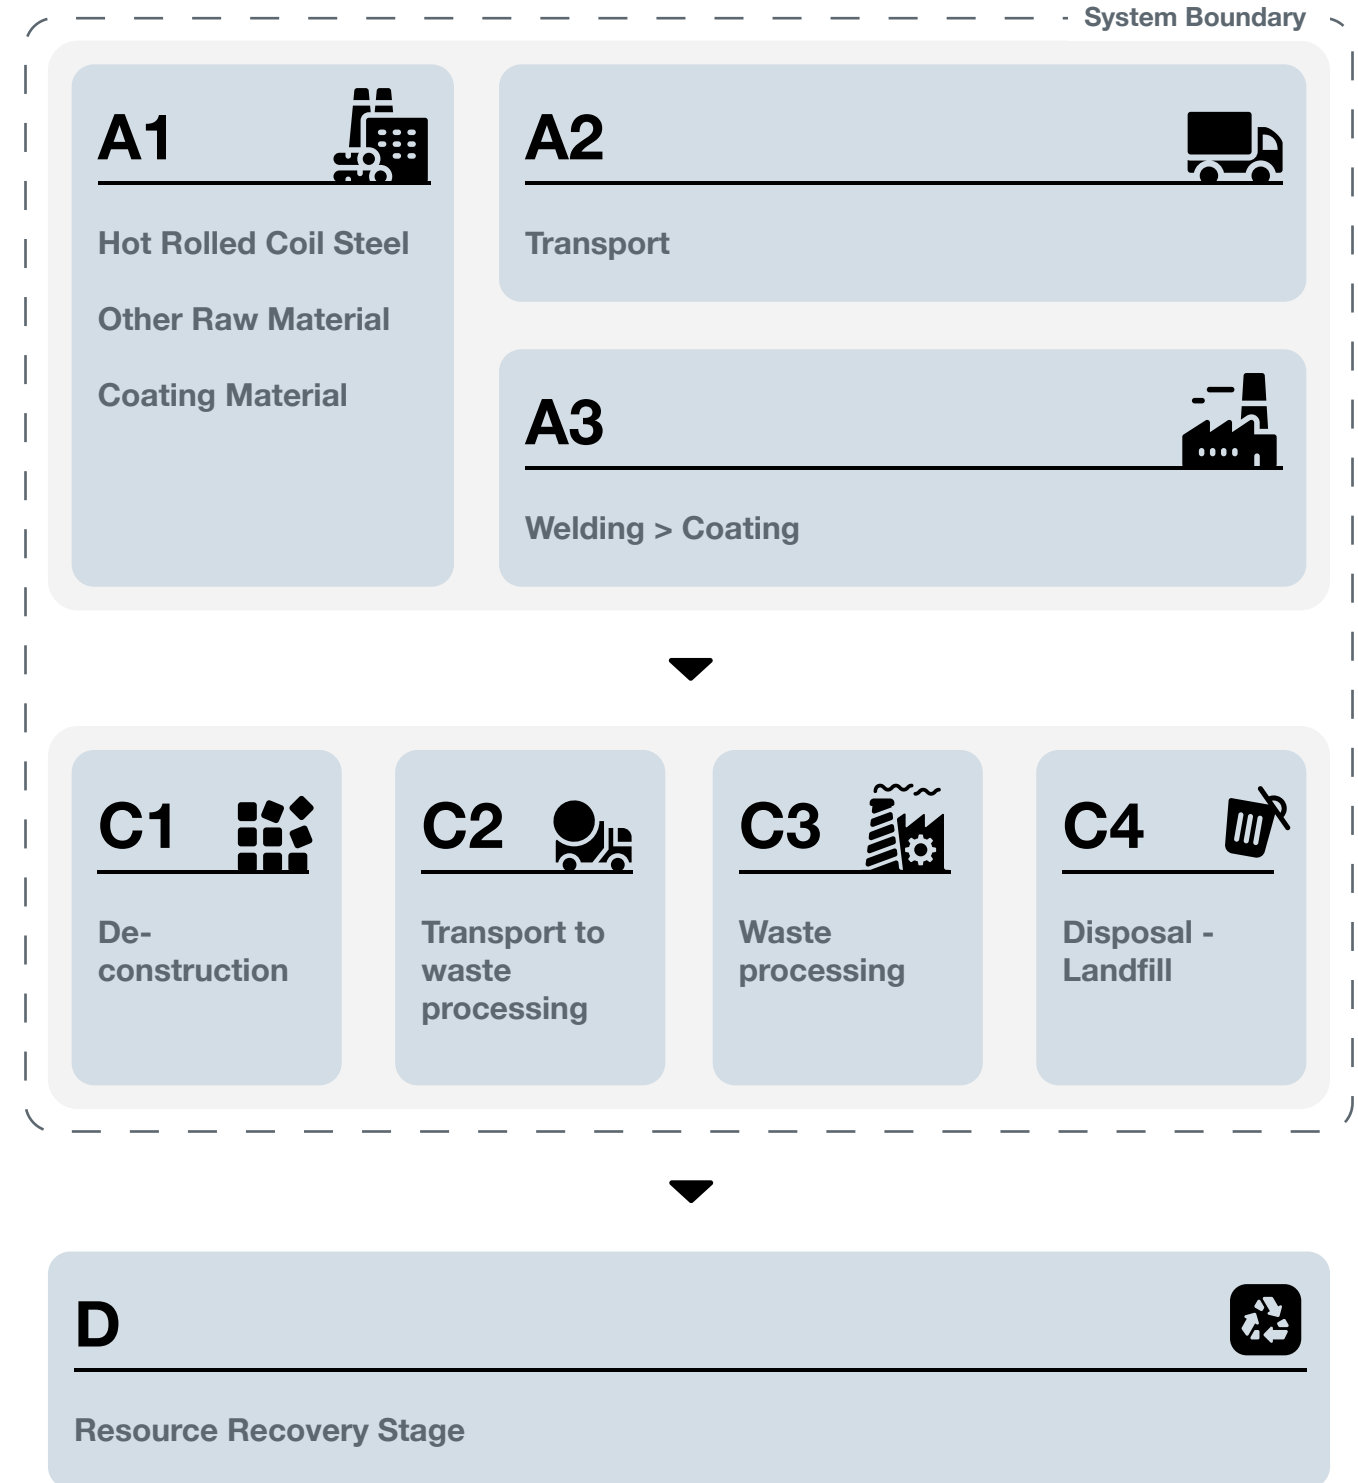 System Boundary
A1
Hot Rolled Coil Steel
Other Raw Material
Coating Material
A2
Transport
A3
Welding > Coating
C1
De-
construction
C2
Transport to
waste
processing
C3
Waste
processing
C4
Disposal -
Landfill
D
Resource Recovery Stage